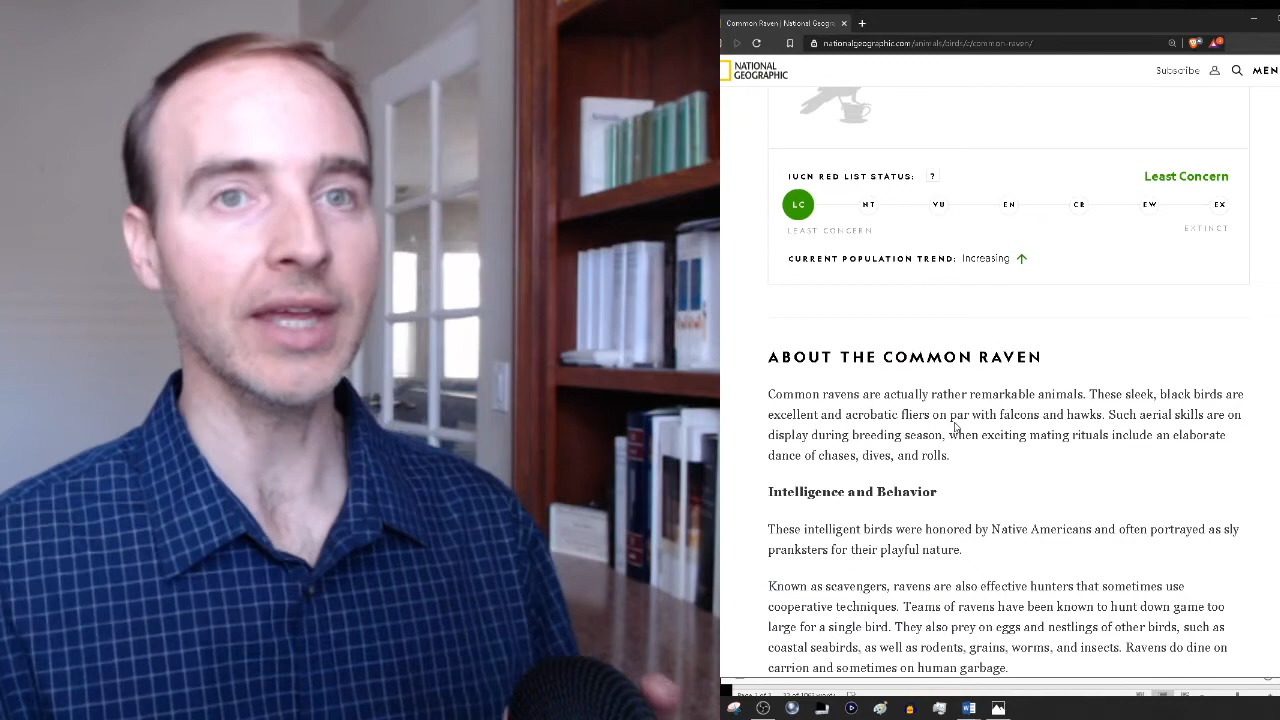 Common Raven | National Geogra
nationalgeographic.com/animals/birds/c/common-raven/
NATIONAL
GEOGRAPHIC
Subscribe
MEN
IUCN RED LIST STATUS: ?
Least Concern
LC NT VU EN CR EW EX
LEAST CONCERN
EXTINCT
CURRENT POPULATION TREND: Increasing
ABOUT THE COMMON RAVEN
Common ravens are actually rather remarkable animals. These sleek, black birds are
excellent and acrobatic fliers on par with falcons and hawks. Such aerial skills are on
display during breeding season, when exciting mating rituals include an elaborate
dance of chases, dives, and rolls.
Intelligence and Behavior
These intelligent birds were honored by Native Americans and often portrayed as sly
pranksters for their playful nature.
Known as scavengers, ravens are also effective hunters that sometimes use
cooperative techniques. Teams of ravens have been known to hunt down game too
large for a single bird. They also prey on eggs and nestlings of other birds, such as
coastal seabirds, as well as rodents, grains, worms, and insects. Ravens do dine on
carrion and sometimes on human garbage.